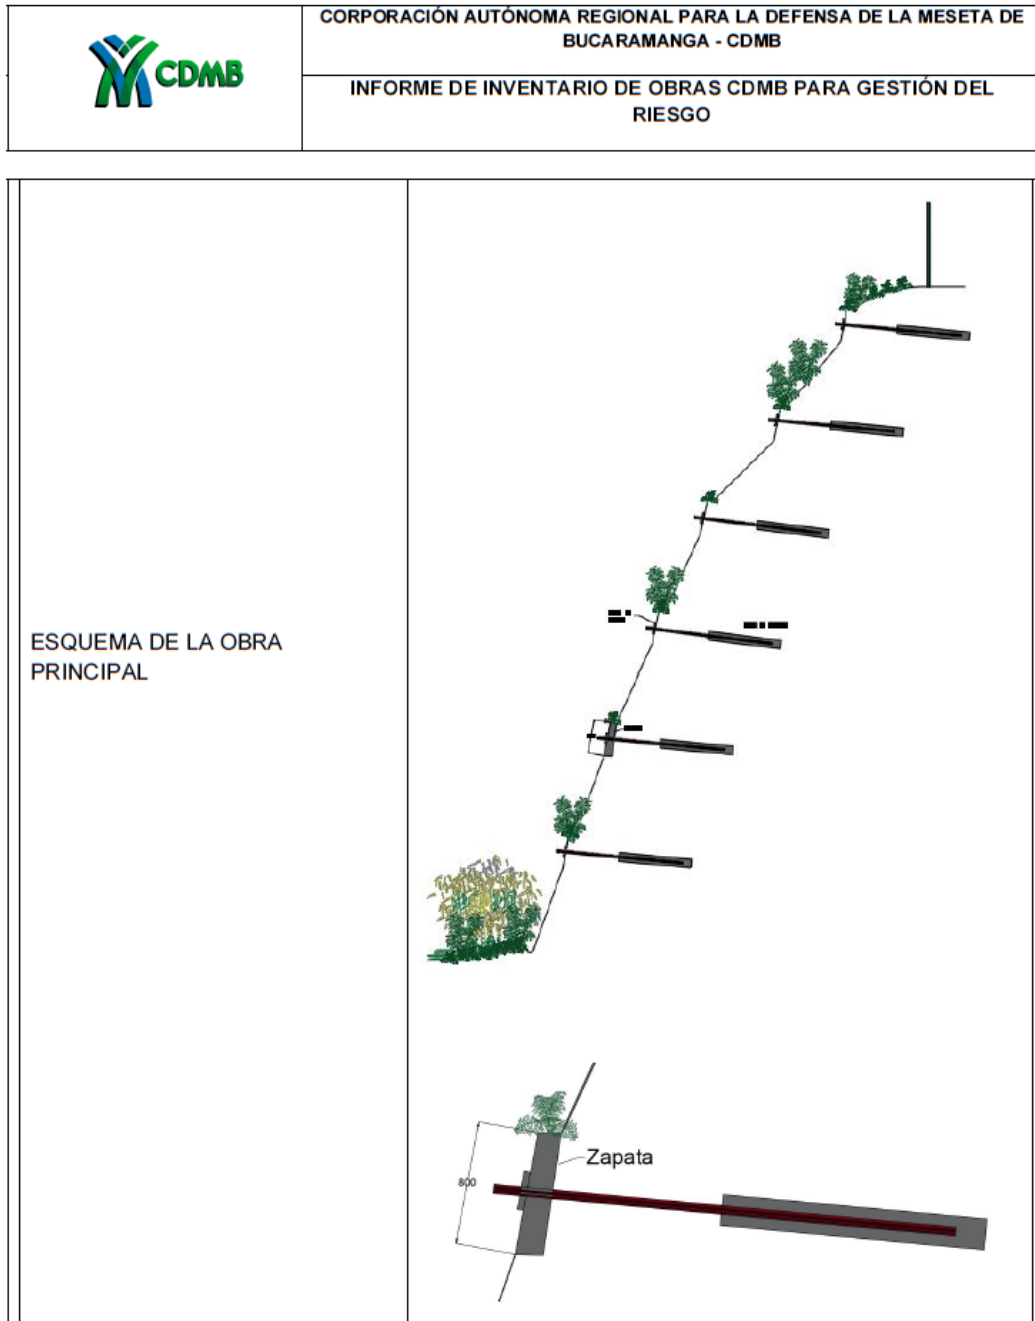 CORPORACIÓN AUTÓNOMA REGIONAL PARA LA DEFENSA DE LA MESETA DE
BUCARAMANGA - CDMB
CDMB
INFORME DE INVENTARIO DE OBRAS CDMB PARA GESTIÓN DEL
RIESGO
ESQUEMA DE LA OBRA
PRINCIPAL
Zapata
800